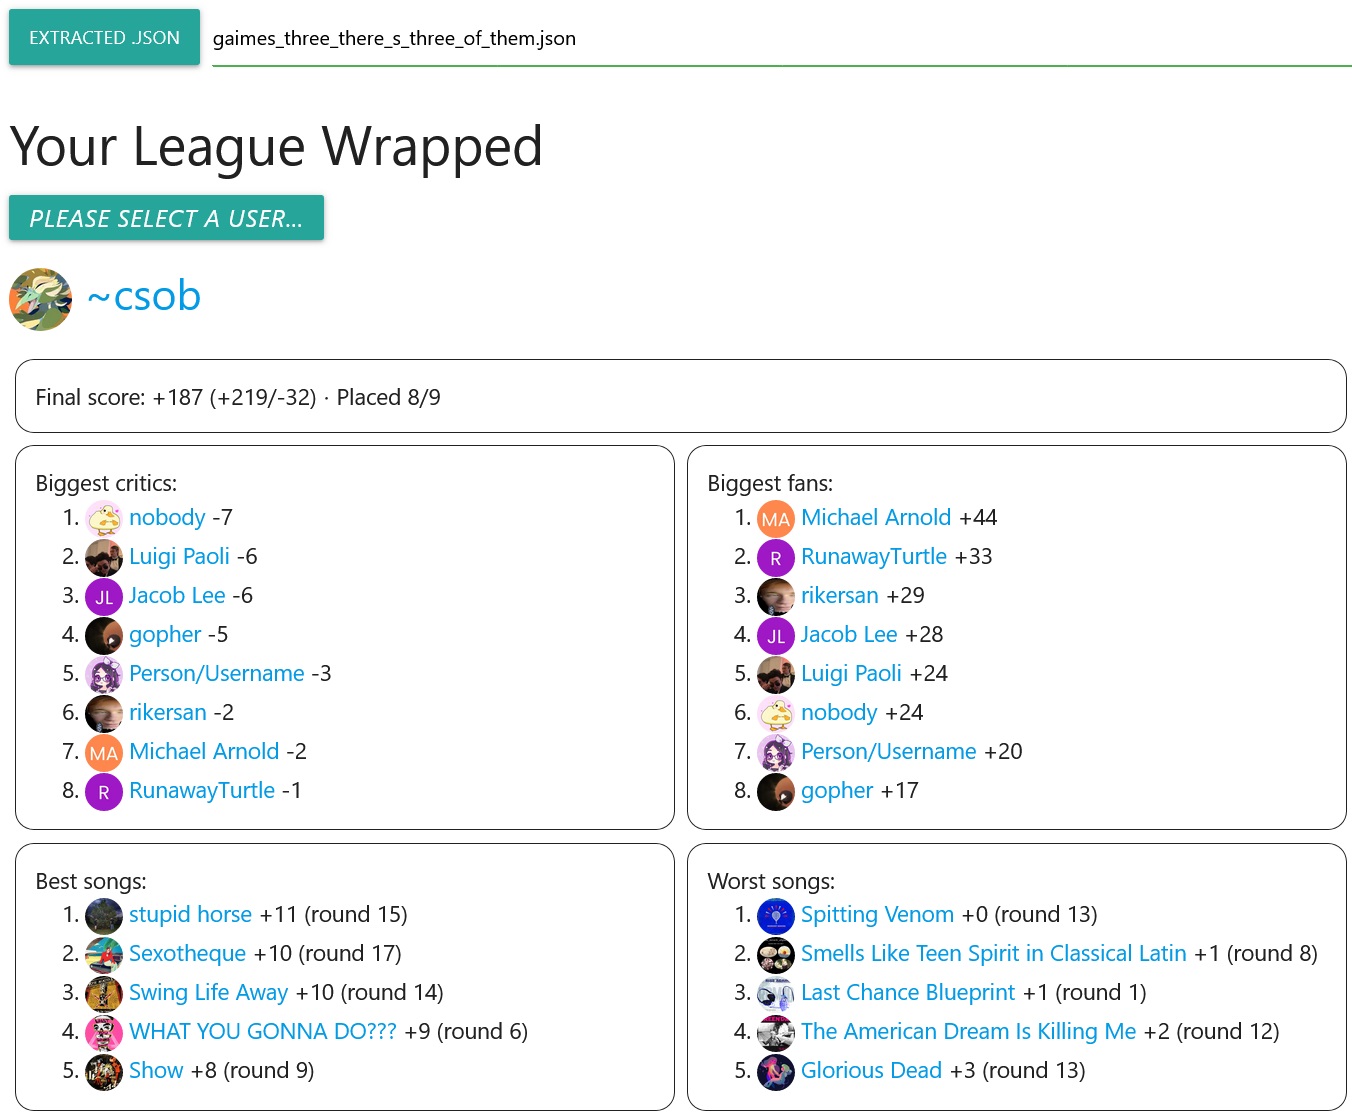 EXTRACTED .JSON
gaimes_three_there_s_three_of_them.json
Your League Wrapped
PLEASE SELECT A USER...
~csob
Final score: +187 (+219/-32) · Placed 8/9
Biggest critics:
1. nobody -7
2. Luigi Paoli -6
3. JL Jacob Lee -6
4. gopher -5
5. Person/Username -3
6. rikersan -2
7. MA Michael Arnold -2
8. R RunawayTurtle -1
Biggest fans:
1. MA Michael Arnold +44
2. R RunawayTurtle +33
3. rikersan +29
4. JL Jacob Lee +28
5. Luigi Paoli +24
6. nobody +24
7. Person/Username +20
8. gopher +17
Best songs:
1. stupid horse +11 (round 15)
2. Sexotheque +10 (round 17)
3. Swing Life Away +10 (round 14)
4. WHAT YOU GONNA DO??? +9 (round 6)
5. Show +8 (round 9)
Worst songs:
1. Spitting Venom +0 (round 13)
2. Smells Like Teen Spirit in Classical Latin +1 (round 8)
3. Last Chance Blueprint +1 (round 1)
4. The American Dream Is Killing Me +2 (round 12)
5. Glorious Dead +3 (round 13)